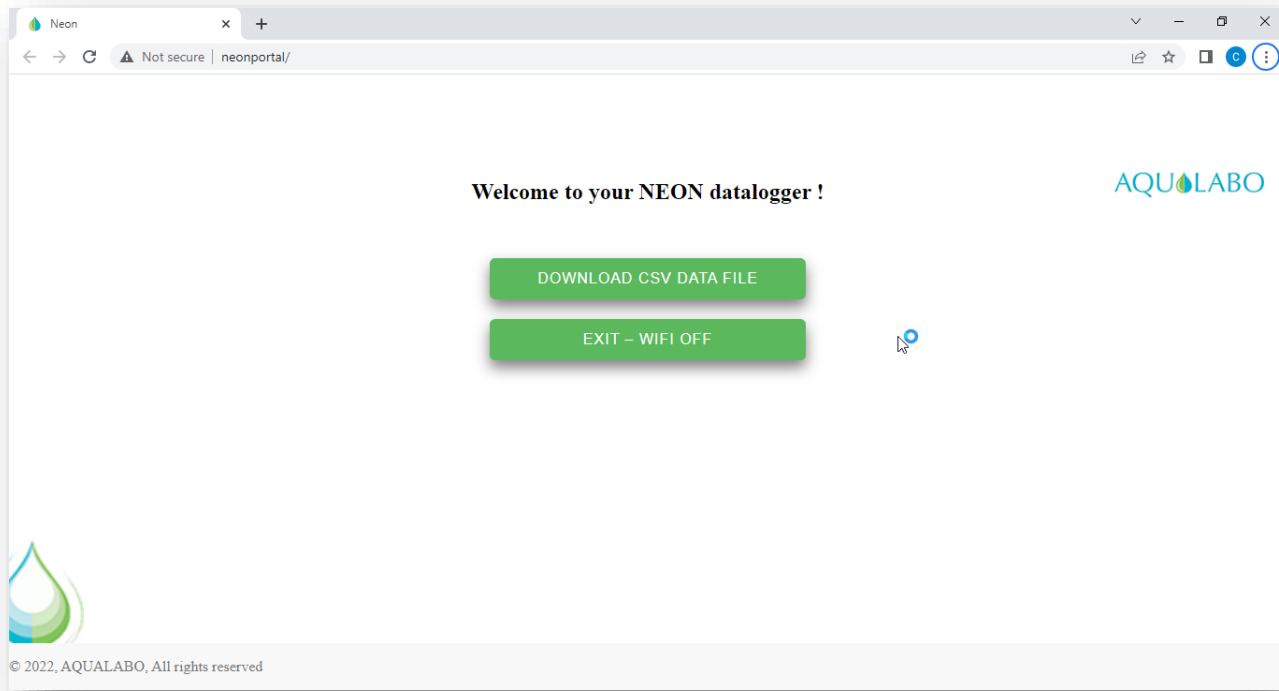 Neon
Not secure neonportal/
C
Welcome to your NEON datalogger !
AQUALABO
DOWNLOAD CSV DATA FILE
EXIT – WIFI OFF
© 2022, AQUALABO, All rights reserved